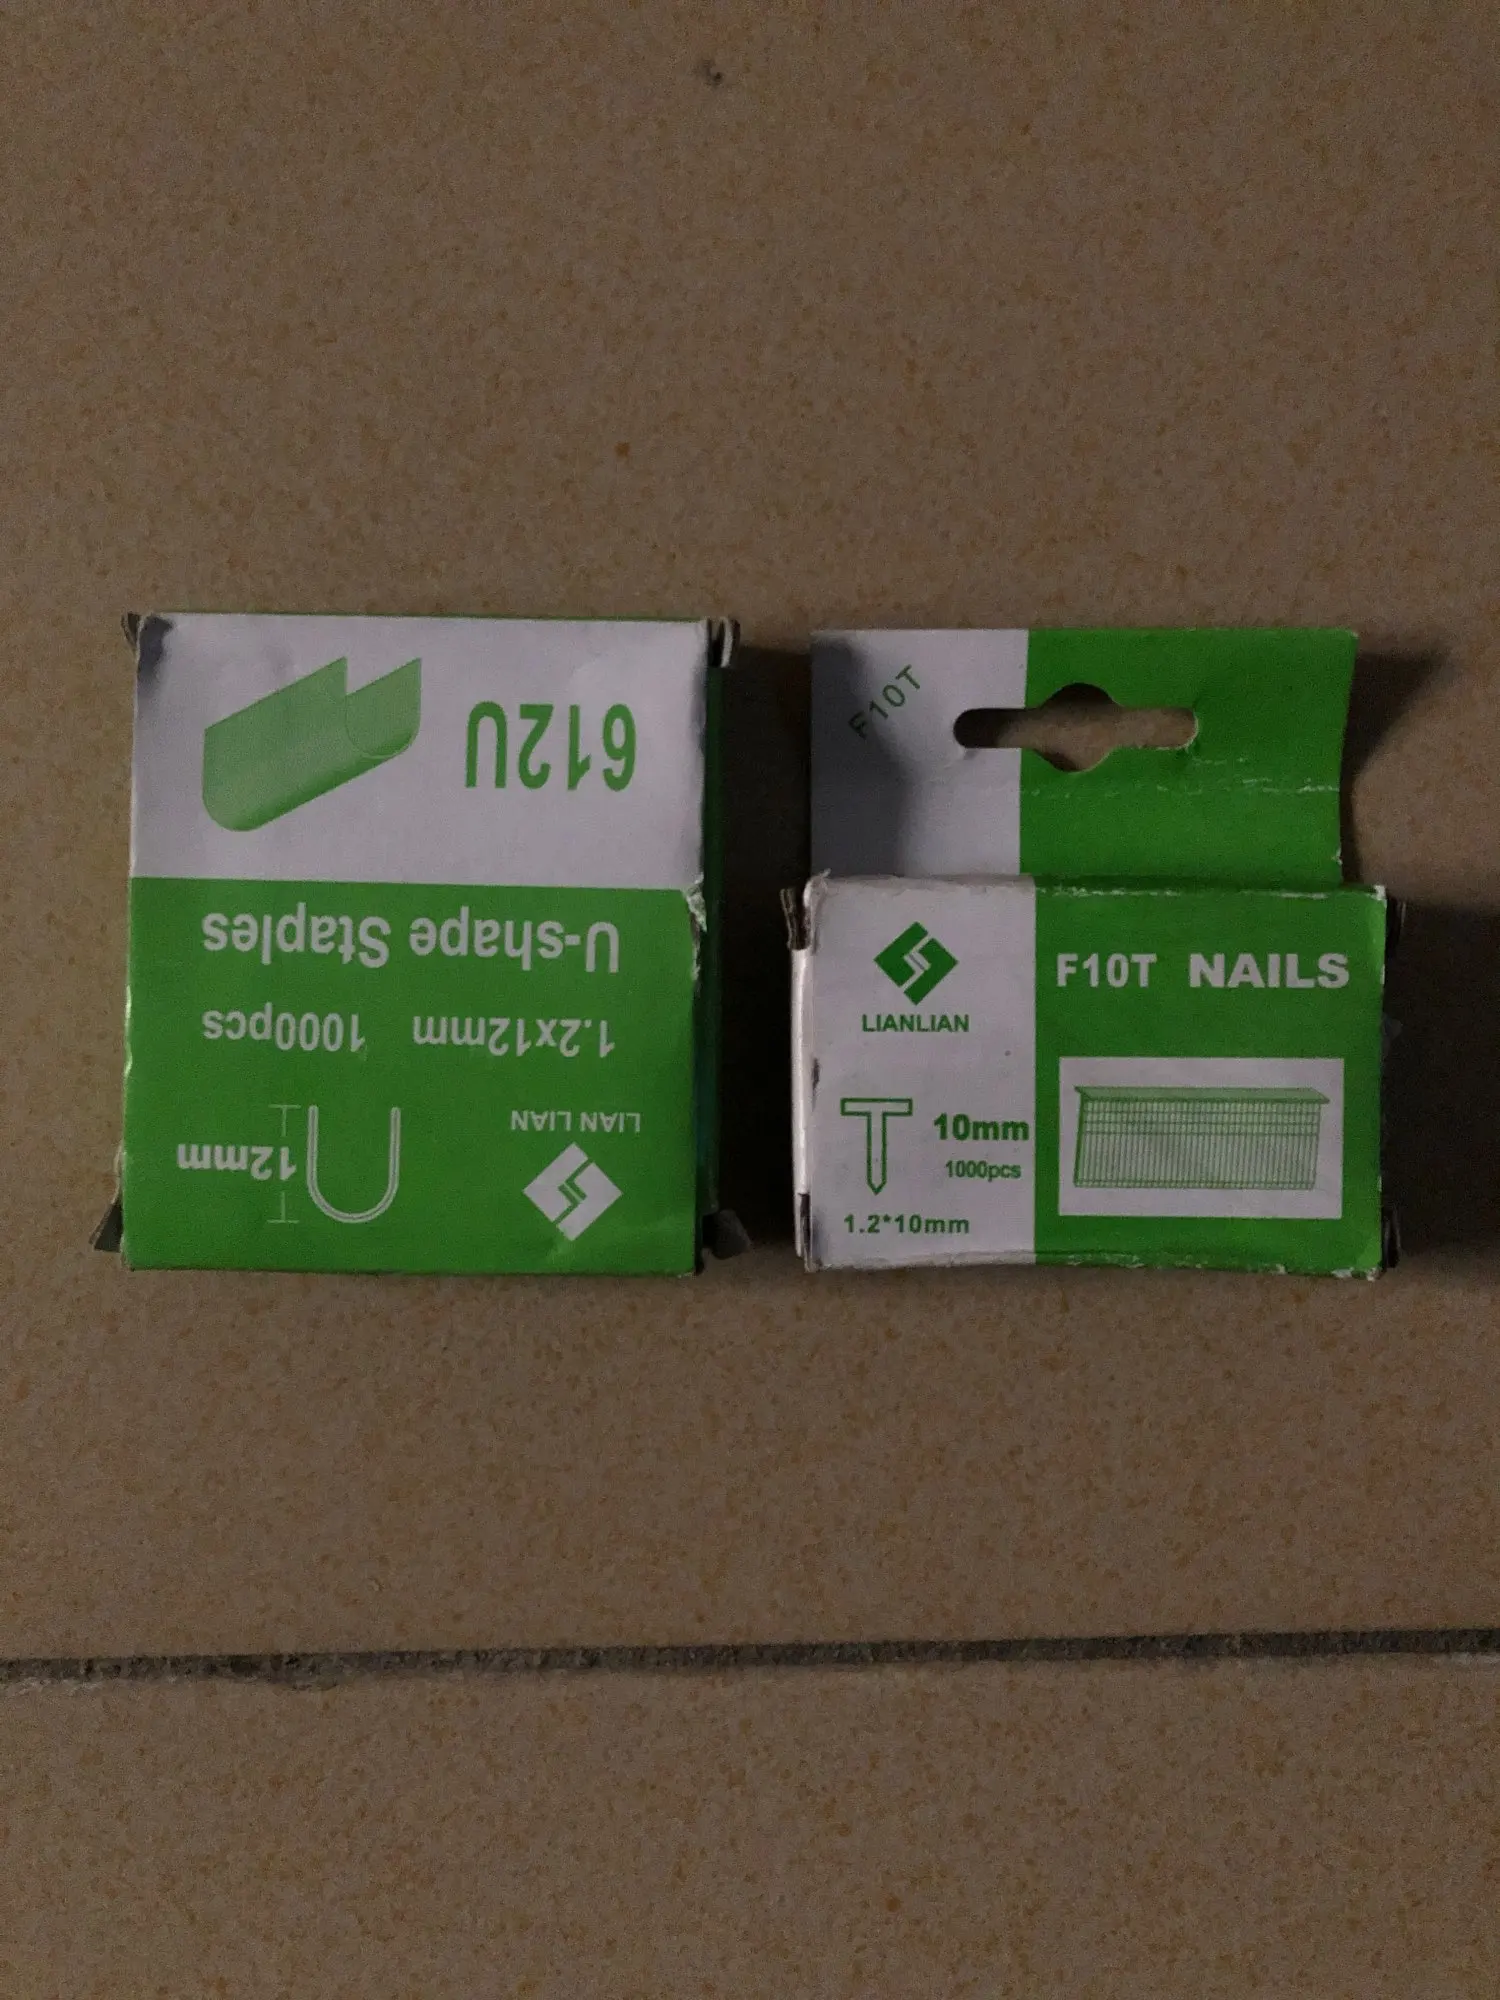 612U
U-shape Staples
1.2x12mm 1000pcs
LIAN LIAN
12mm
F10T
LIANLIAN
F10T NAILS
10mm
1000pcs
1.2*10mm